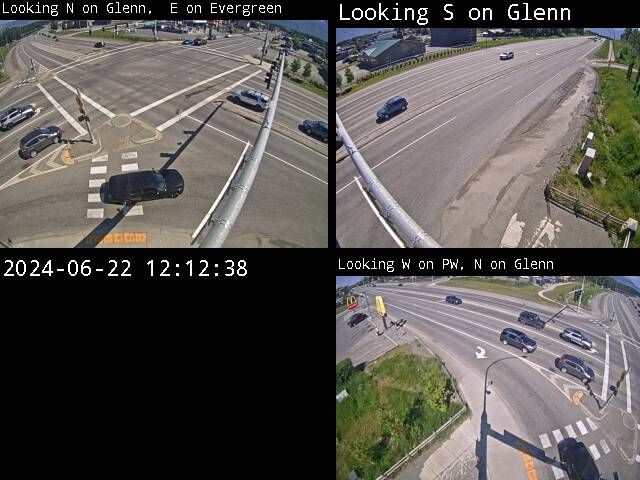 Looking N on Glenn, E on Evergreen
Looking S on Glenn
2024-06-22 12:12:38
Looking W on PW, N on Glenn